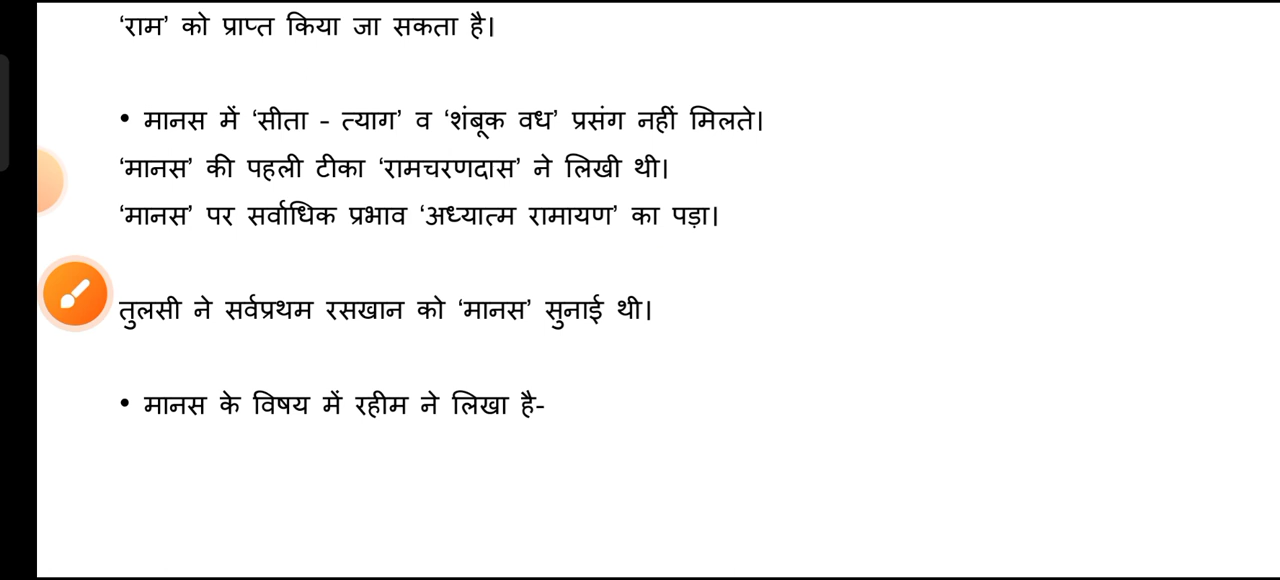 ‘राम’ को प्राप्त किया जा सकता है।
• मानस में ‘सीता - त्याग’ व ‘शंबूक वध’ प्रसंग नहीं मिलते।
‘मानस’ की पहली टीका ‘रामचरणदास’ ने लिखी थी।
‘मानस’ पर सर्वाधिक प्रभाव ‘अध्यात्म रामायण’ का पड़ा।
तुलसी ने सर्वप्रथम रसखान को ‘मानस’ सुनाई थी।
• मानस के विषय में रहीम ने लिखा है-